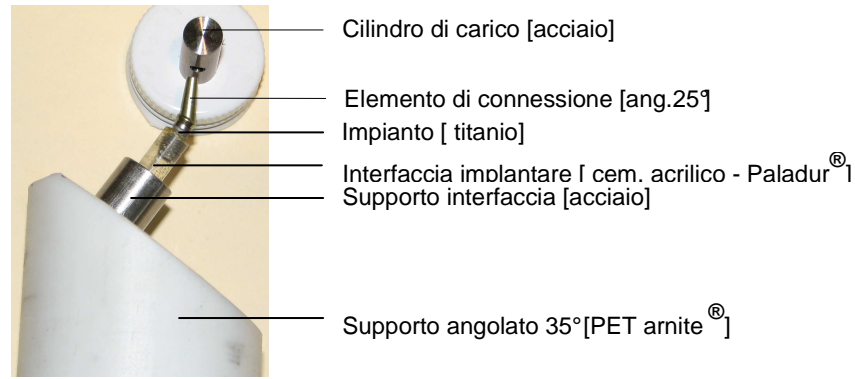 Cilindro di carico [acciaio]
Elemento di connessione [ang.25°]
Impianto [ titanio]
Interfaccia implantare [ cem. acrilico - Paladur®]
Supporto interfaccia [acciaio]
Supporto angolato 35° [PET arnite®]